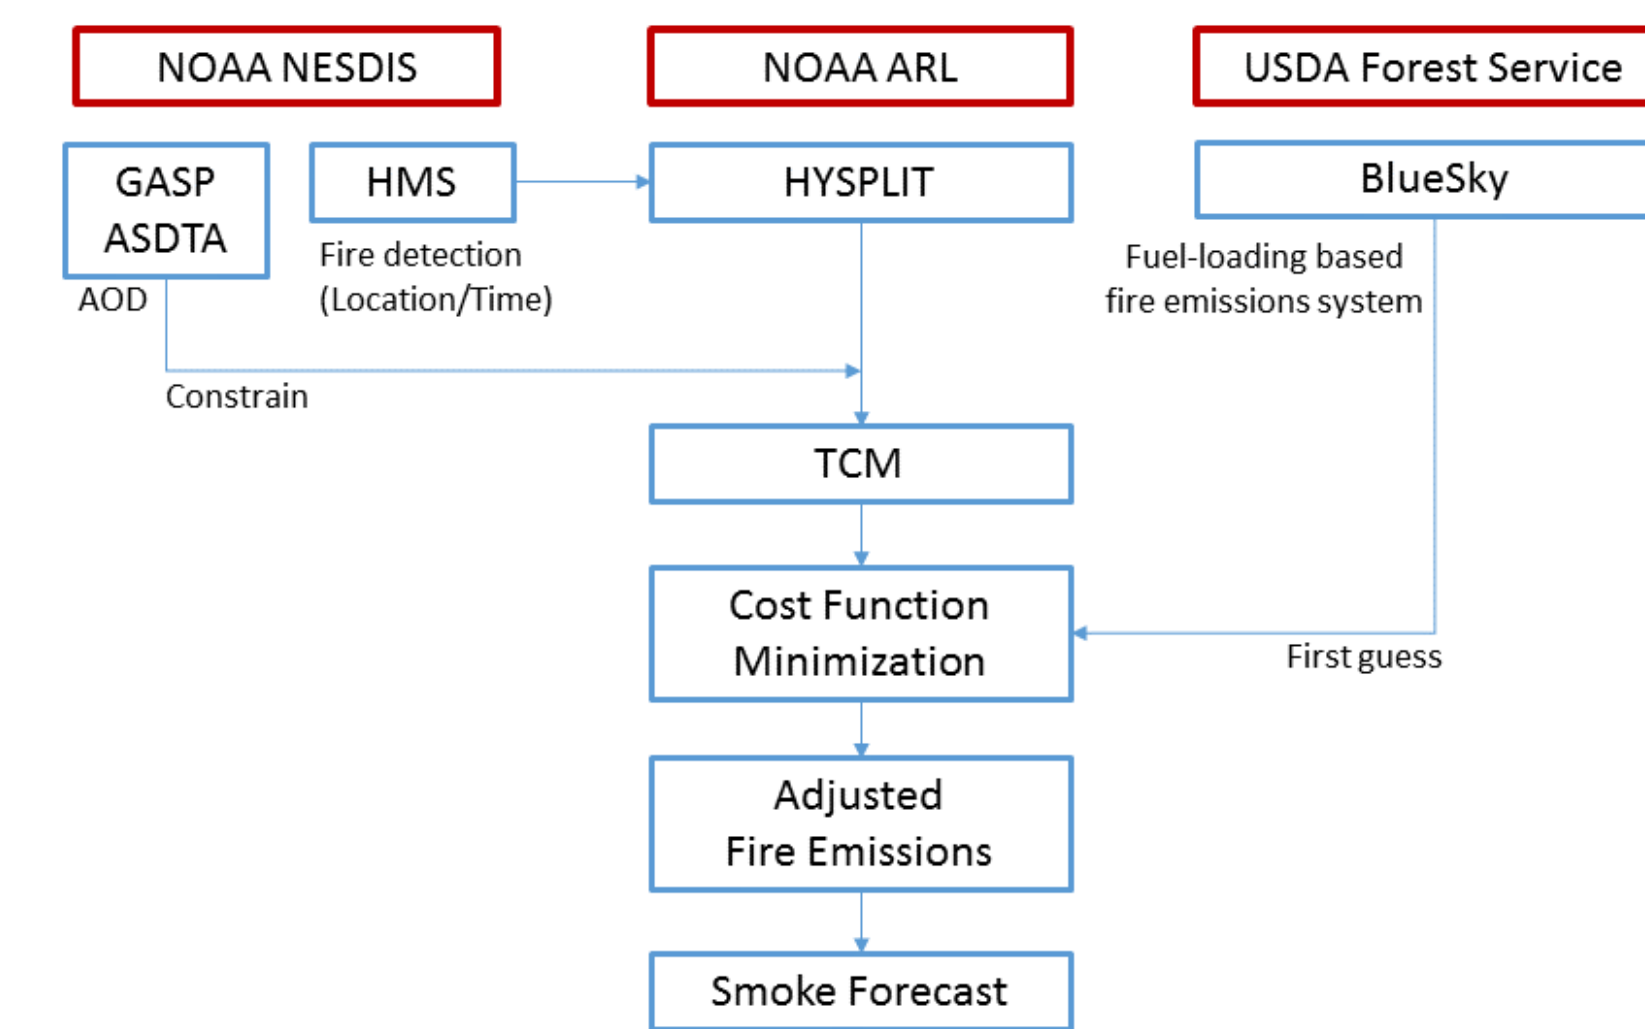 NOAA NESDIS
NOAA ARL
USDA Forest Service
GASP
ASDTA
HMS
HYSPLIT
BlueSky
AOD
Fire detection
(Location/Time)
Fuel-loading based
fire emissions system
Constrain
TCM
Cost Function
Minimization
First guess
Adjusted
Fire Emissions
Smoke Forecast